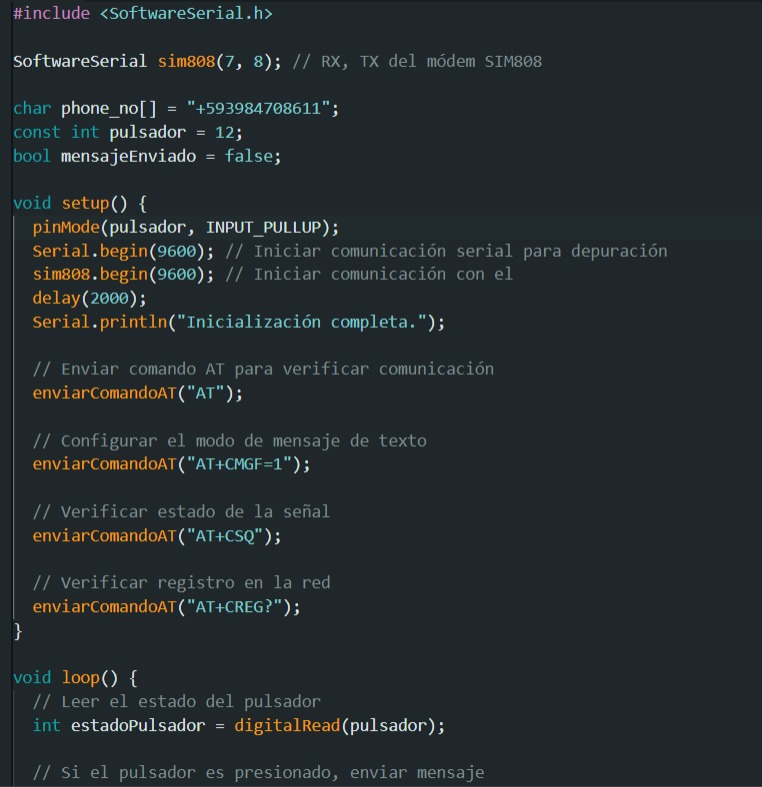 #include <SoftwareSerial.h>
SoftwareSerial sim808(7, 8); // RX, TX del módem SIM808
char phone_no[] = "+593984708611";
const int pulsador = 12;
bool mensajeEnviado = false;
void setup() {
pinMode(pulsador, INPUT_PULLUP);
Serial.begin(9600); // Iniciar comunicación serial para depuración
sim808.begin(9600); // Iniciar comunicación con el
delay(2000);
Serial.println("Inicialización completa.");
// Enviar comando AT para verificar comunicación
enviarComandoAT("AT");
// Configurar el modo de mensaje de texto
enviarComandoAT("AT+CMGF=1");
// Verificar estado de la señal
enviarComandoAT("AT+CSQ");
// Verificar registro en la red
enviarComandoAT("AT+CREG?");
}
void loop() {
// Leer el estado del pulsador
int estadoPulsador = digitalRead(pulsador);
// Si el pulsador es presionado, enviar mensaje